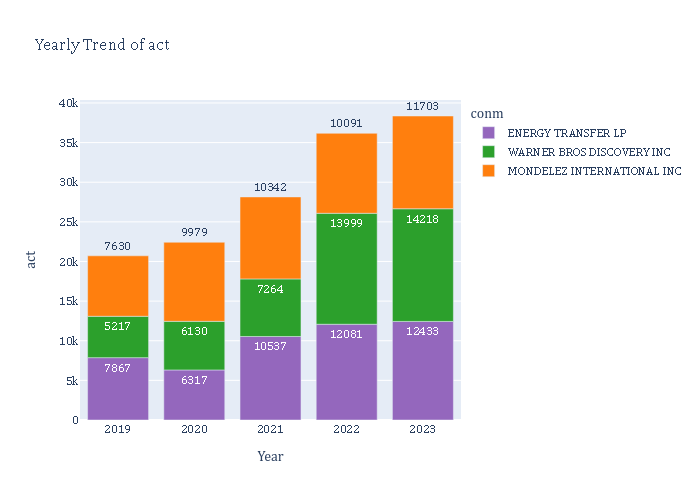 Yearly Trend of act
conm
ENERGY TRANSFER LP
WARNER BROS DISCOVERY INC
MONDELEZ INTERNATIONAL INC
act
40k
35k
30k
25k
20k
15k
10k
5k
0
7630
9979
10342
10091
11703
5217
6130
7264
13999
14218
7867
6317
10537
12081
12433
2019
2020
2021
2022
2023
Year